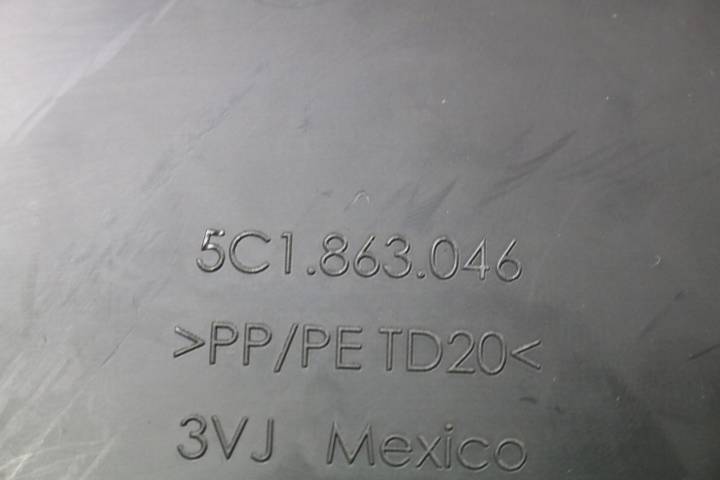 5C1.863.046
>PP/PE TD20<
3VJ Mexico